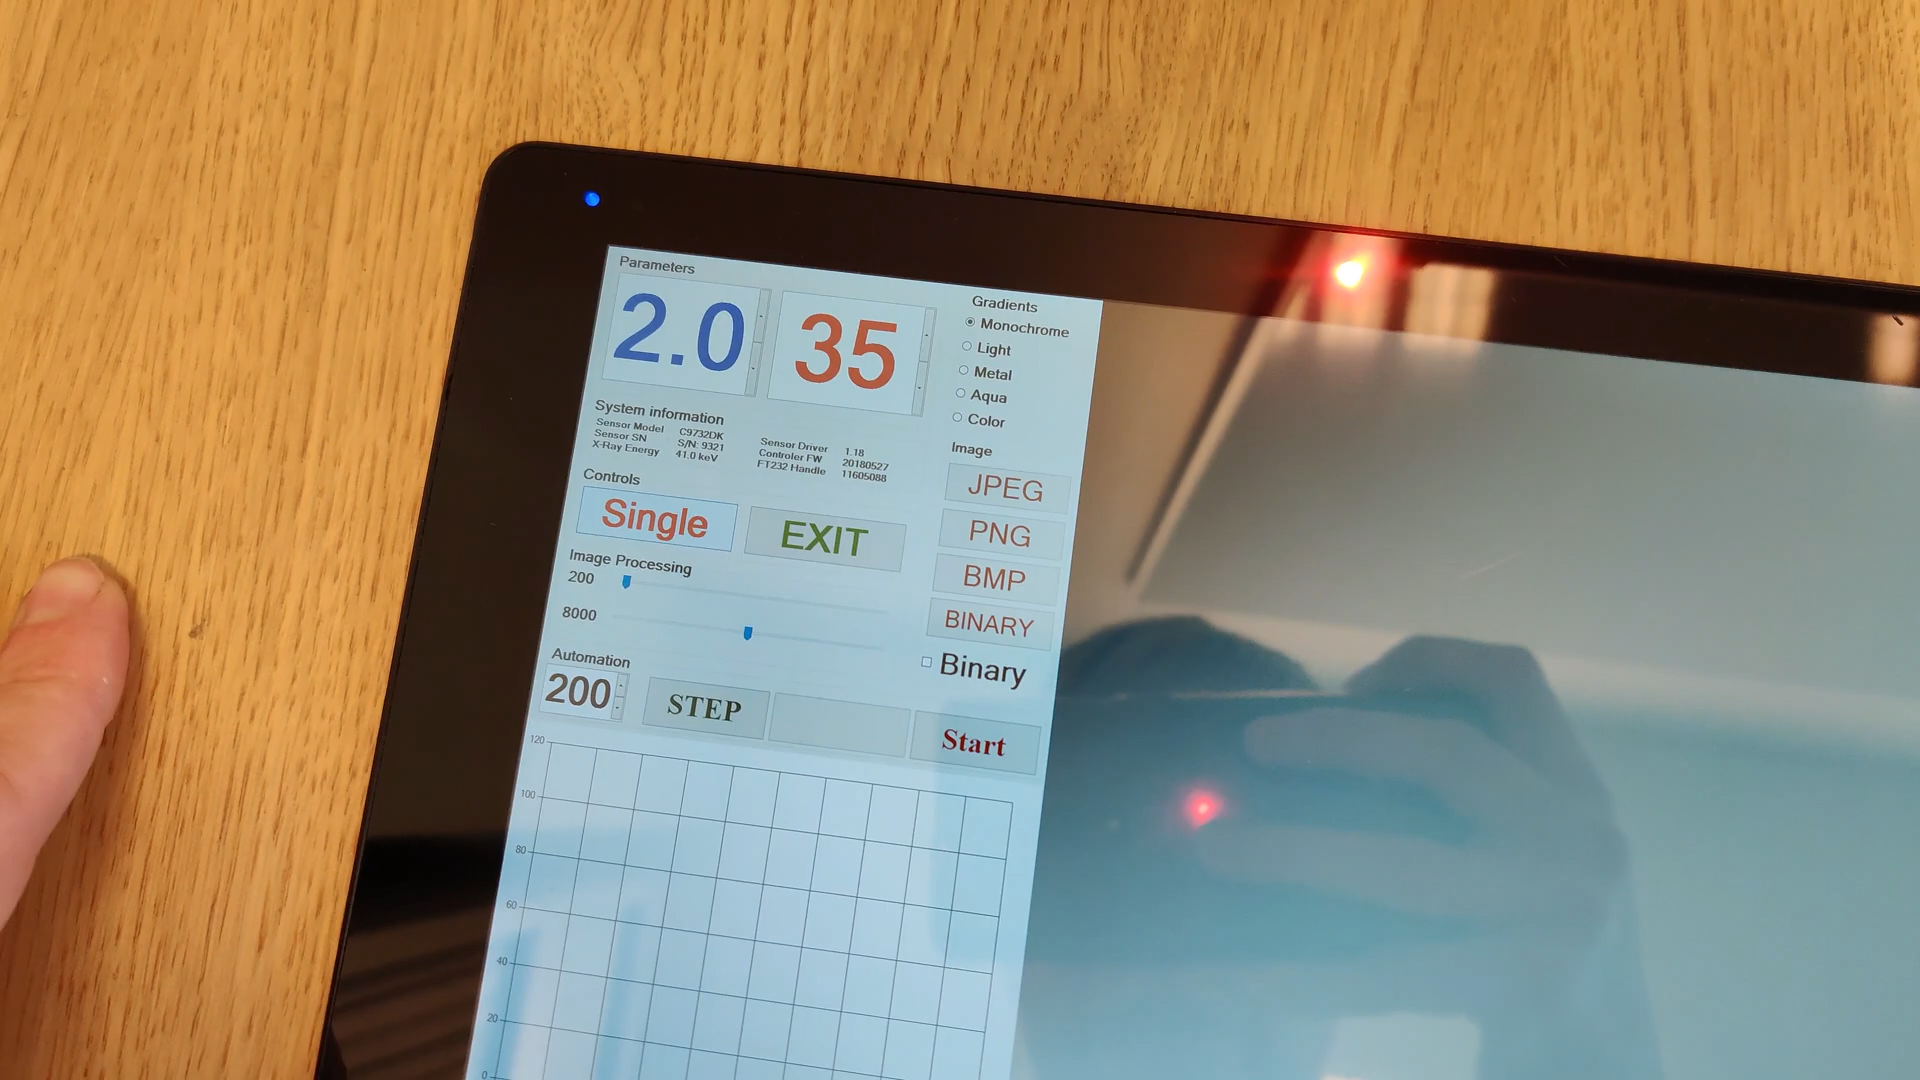 Parameters
2.0
35
System information
Sensor Model C9732DK
Sensor SN S/N: 9321
X-Ray Energy 41.0 keV
Sensor Driver 1.18
Controler FW 20180527
FT232 Handle 11605088
Controls
Single
EXIT
Image Processing
200
8000
Automation
200
STEP
Start
Gradients
Monochrome
Light
Metal
Aqua
Color
Image
JPEG
PNG
BMP
BINARY
Binary
120
100
80
60
40
20
0